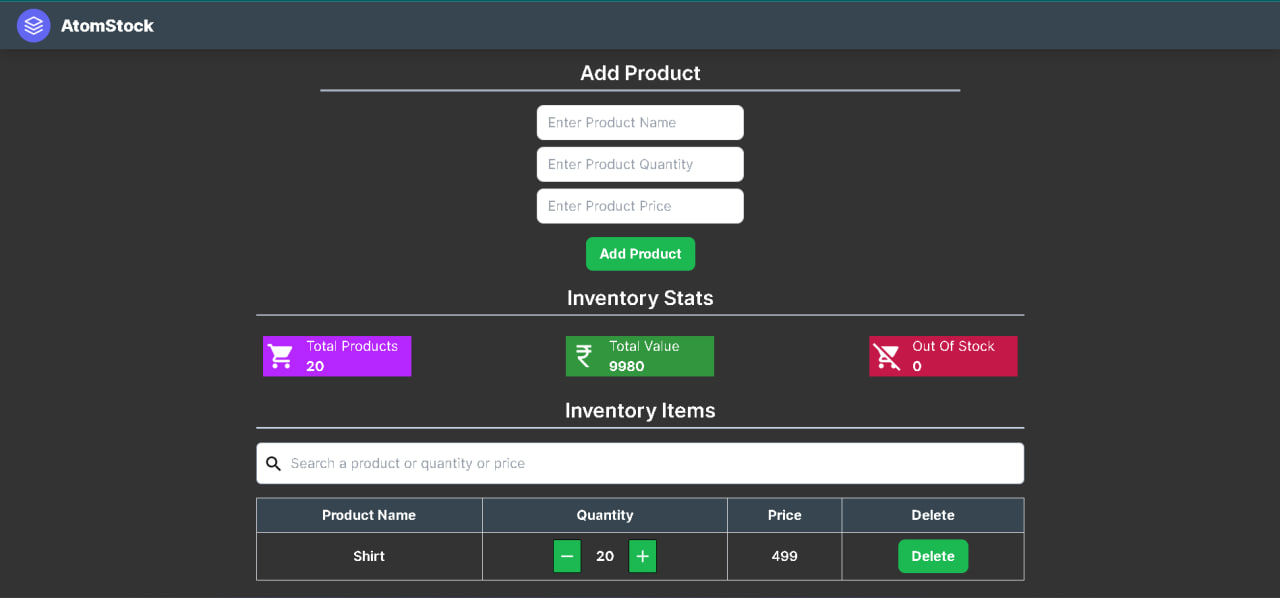 AtomStock
Add Product
Enter Product Name
Enter Product Quantity
Enter Product Price
Add Product
Inventory Stats
Total Products
20
₹
Total Value
9980
Out Of Stock
0
Inventory Items
Search a product or quantity or price
Product Name Quantity Price Delete
Shirt − 20 + 499 Delete